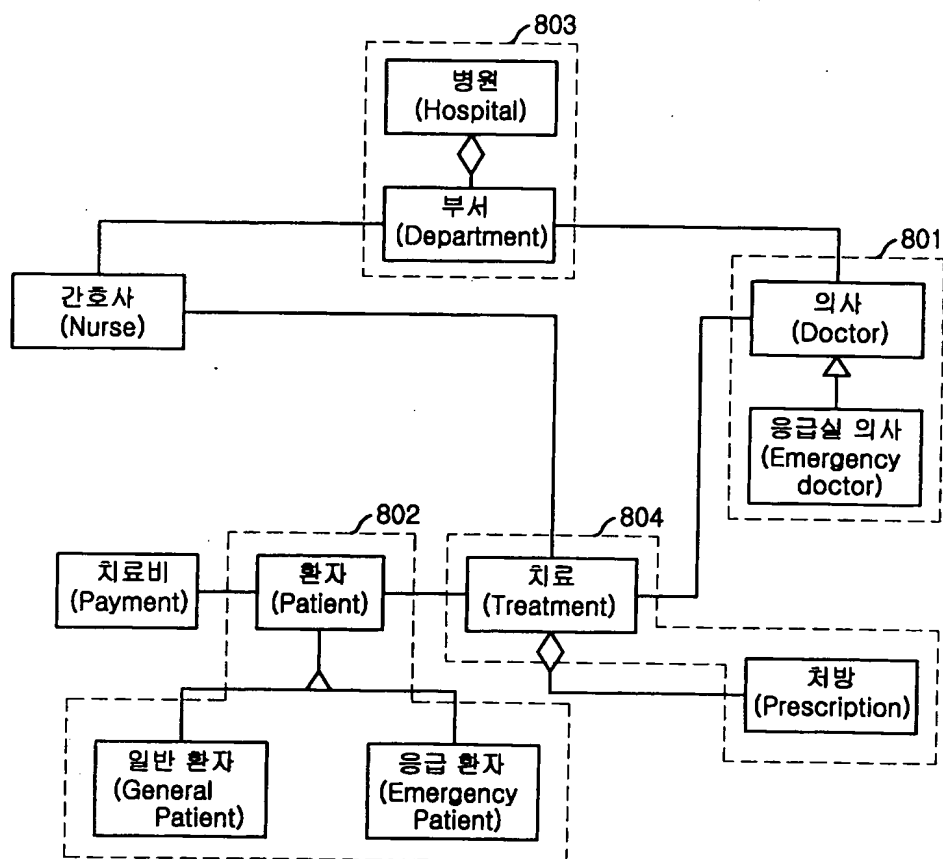 803
병원
(Hospital)
부서
(Department)
801
간호사
(Nurse)
의사
(Doctor)
응급실 의사
(Emergency
doctor)
802
804
치료비
(Payment)
환자
(Patient)
치료
(Treatment)
처방
(Prescription)
일반 환자
(General
Patient)
응급 환자
(Emergency
Patient)